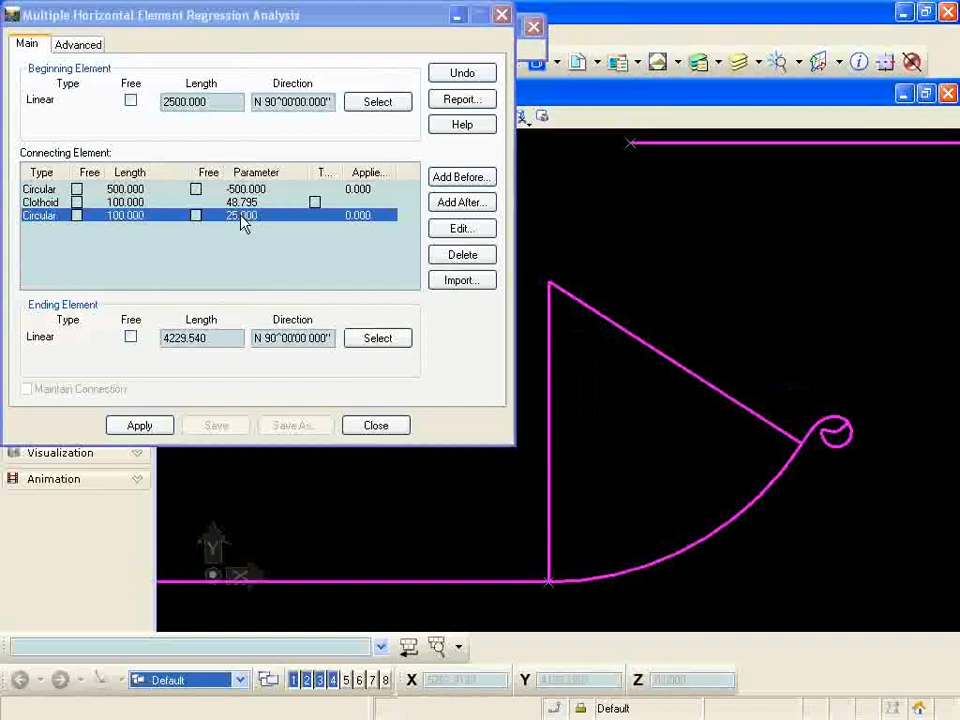 Multiple Horizontal Element Regression Analysis
Main
Advanced
Beginning Element
Type
Free
Length
Direction
Linear
2500.000
N 90^00'00.000"
Select
Undo
Report...
Help
Connecting Element:
Type Free Length Free Parameter T... Applie...
Circular 500.000 -500.000 0.000
Clothoid 100.000 48.795
Circular 100.000 25.000 0.000
Add Before...
Add After...
Edit...
Delete
Import...
Ending Element
Type
Free
Length
Direction
Linear
4229.540
N 90^00'00.000"
Select
Maintain Connection
Apply
Save
Save As..
Close
Visualization
Animation
Y
X
Default
1 2 3 4 5 6 7 8
X
Y
Z
Default